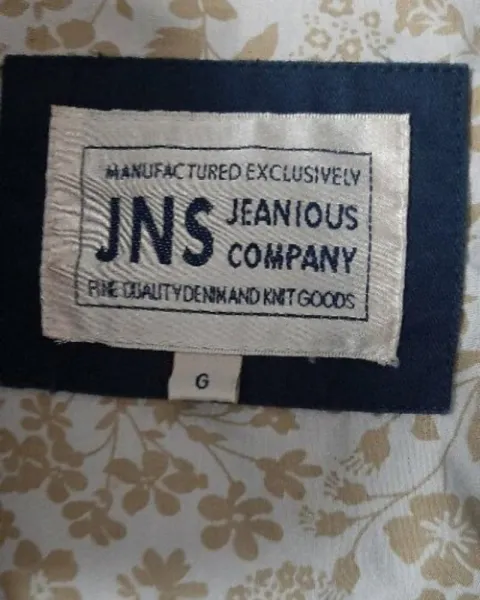 MANUFACTURED EXCLUSIVELY
JNS JEANIOUS
COMPANY
FINE QUALITY DENIM AND KNIT GOODS
G